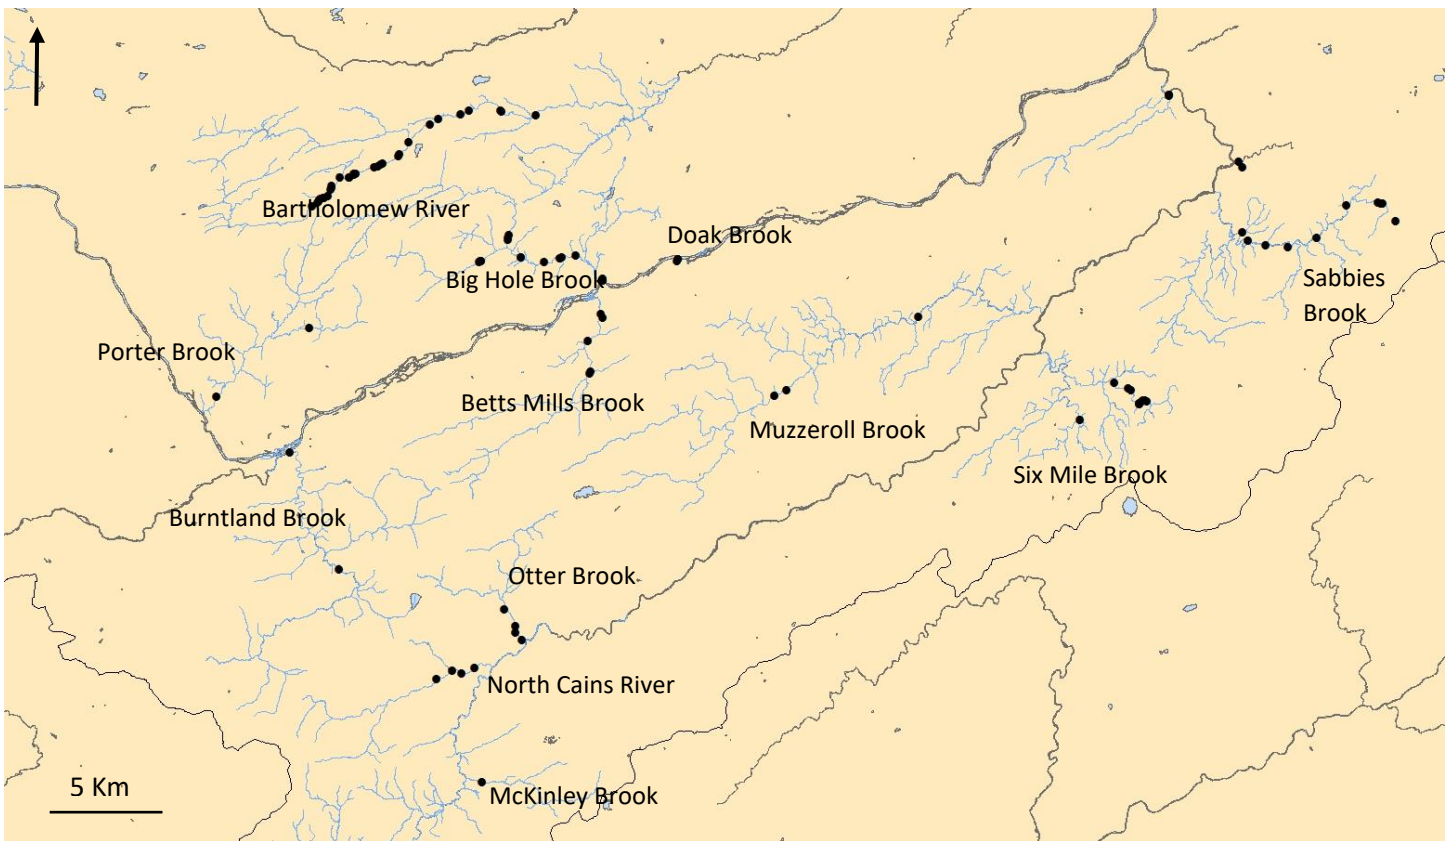 Bartholomew River
Doak Brook
Big Hole Brook
Sabbies
Brook
Porter Brook
Betts Mills Brook
Muzzeroll Brook
Six Mile Brook
Burntland Brook
Otter Brook
North Cains River
5 Km
McKinley Brook